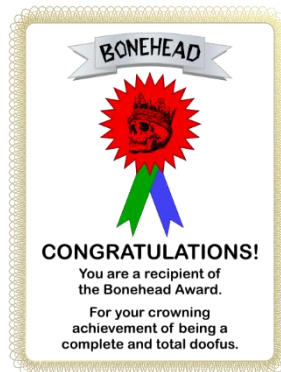 BONEHEAD
CONGRATULATIONS!
You are a recipient of
the Bonehead Award.
For your crowning
achievement of being a
complete and total doofus.